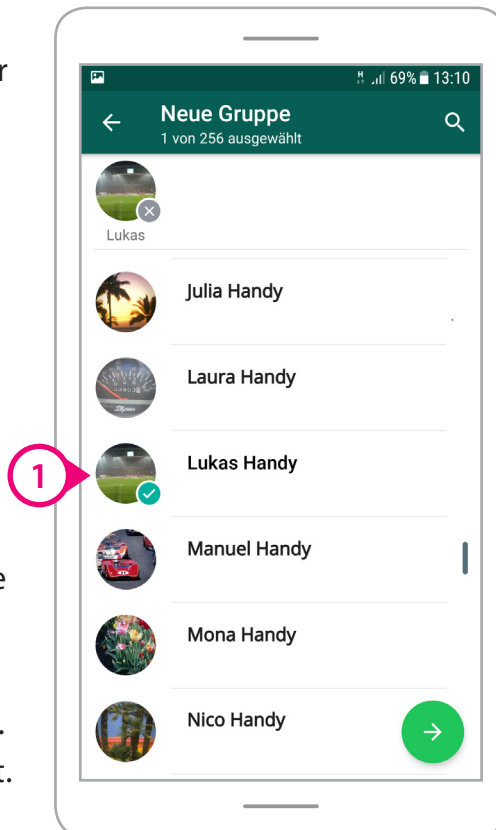 r
69% 13:10
Neue Gruppe
1 von 256 ausgewählt
Lukas
Julia Handy
Laura Handy
1
Lukas Handy
Manuel Handy
e
Mona Handy
.
Nico Handy
t.